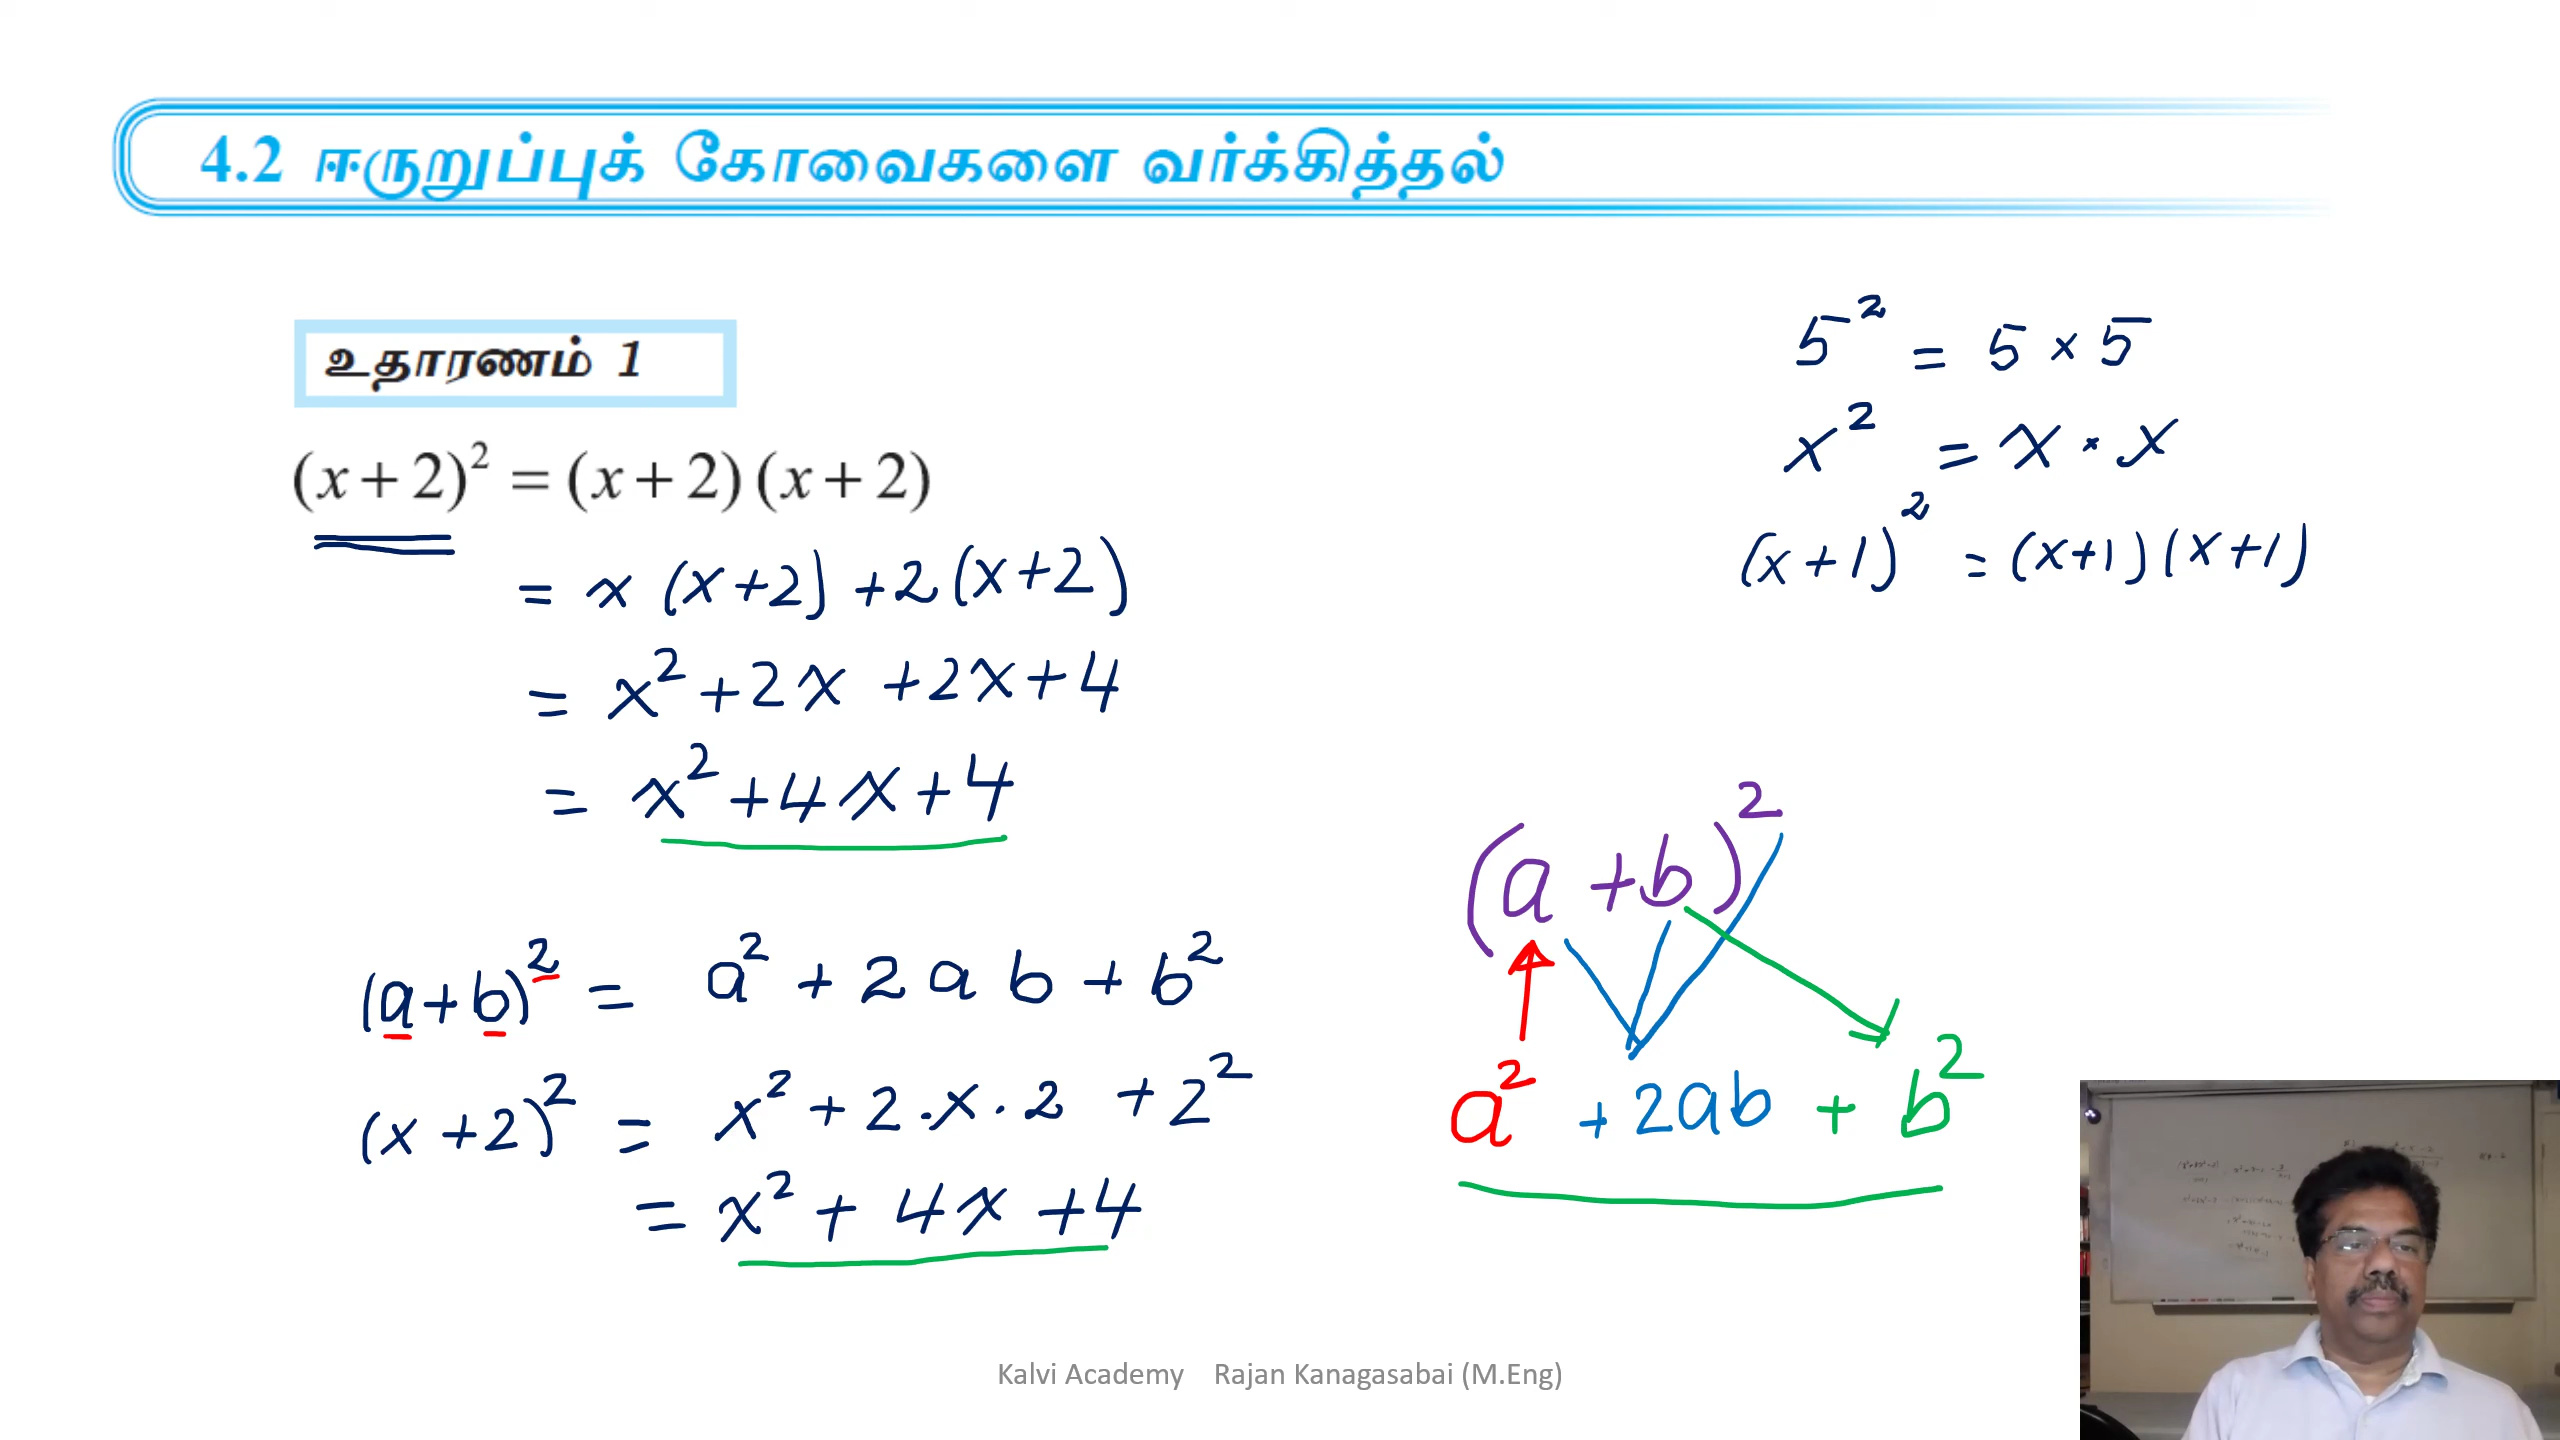 4.2 ஈருறுப்புக் கோவைகளை வர்க்கித்தல்
உதாரணம் 1
(x + 2)² = (x + 2) (x + 2)
= x (x +2) +2 (x +2)
= x² +2x +2x +4
= x² +4x +4
(a+b)² = a² + 2 a b + b²
(x +2)² = x² + 2 . x . 2 + 2²
= x² + 4x +4
5² = 5 × 5
x² = x × x
(x +1)² = (x+1) (x +1)
(a +b)²
a² +2ab + b²
Kalvi Academy Rajan Kanagasabai (M.Eng)